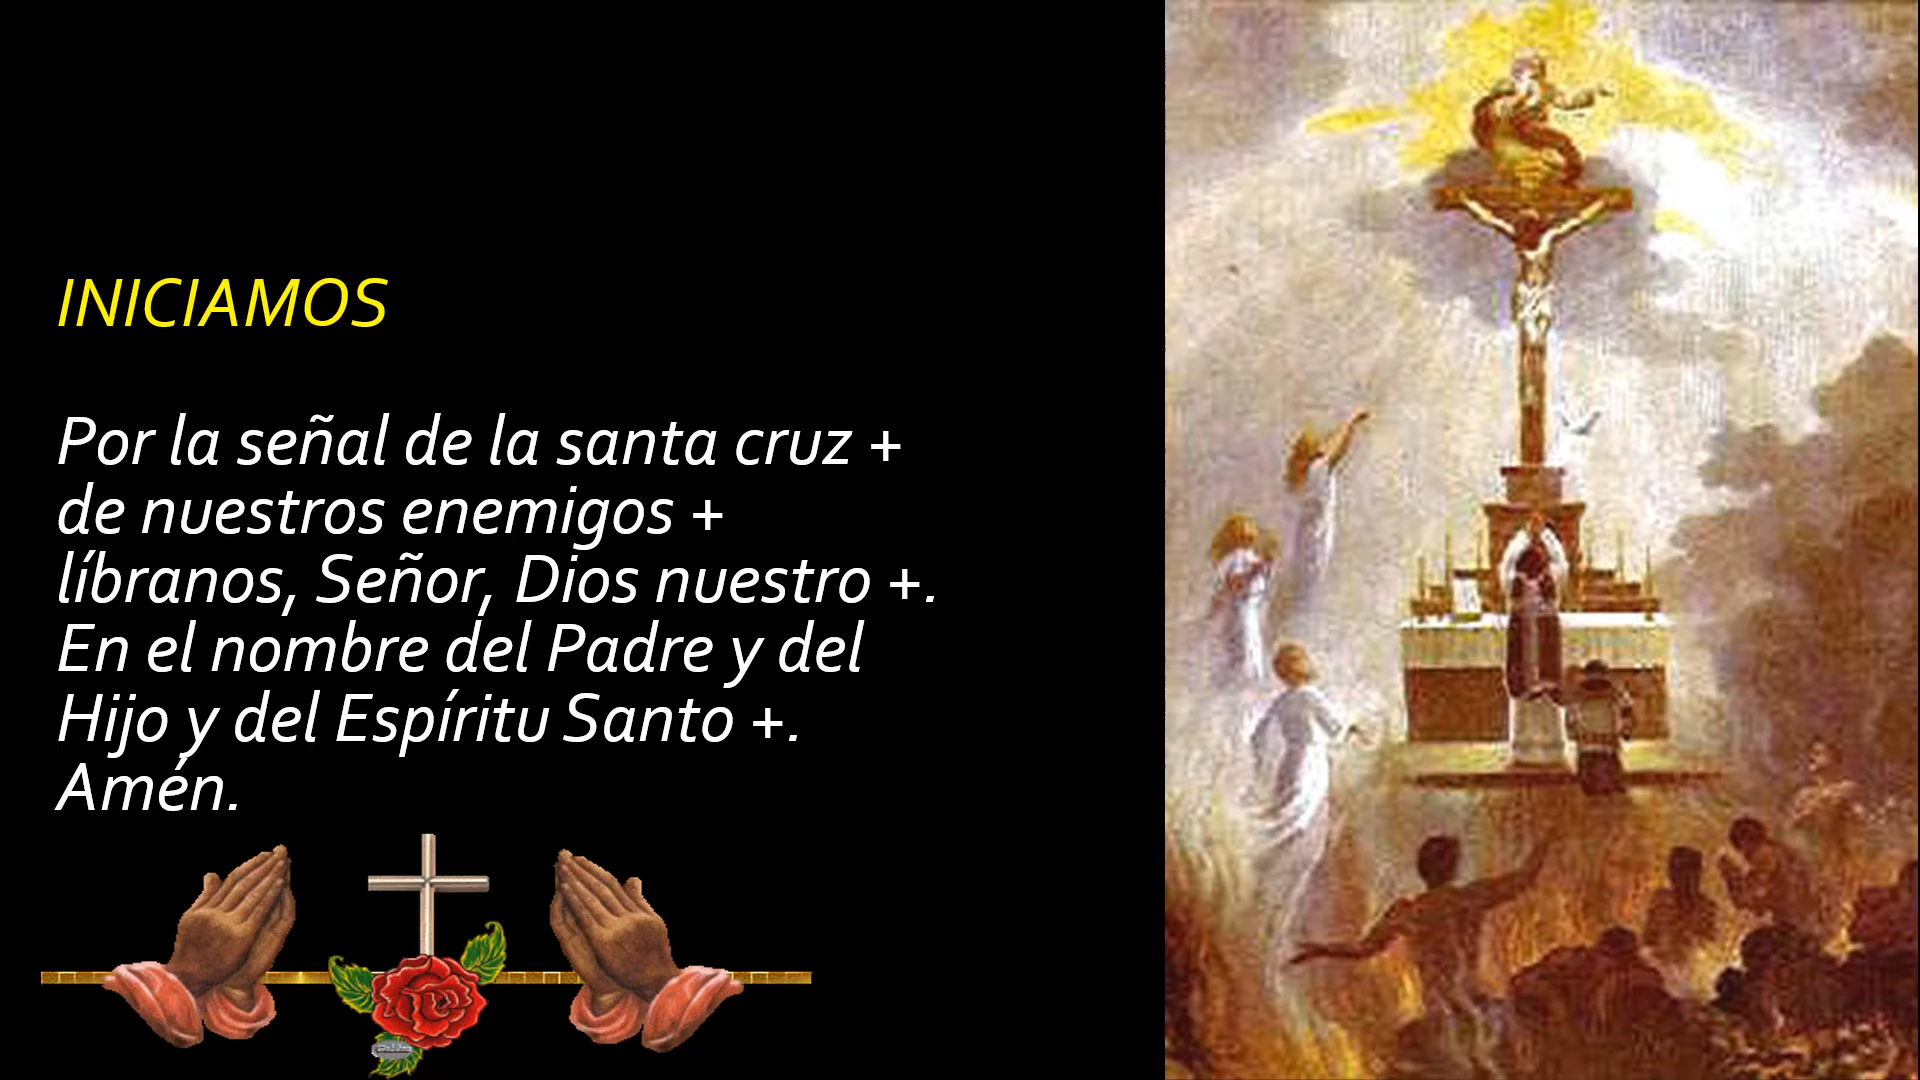 INICIAMOS
Por la señal de la santa cruz +
de nuestros enemigos +
líbranos, Señor, Dios nuestro +.
En el nombre del Padre y del
Hijo y del Espíritu Santo +.
Amén.